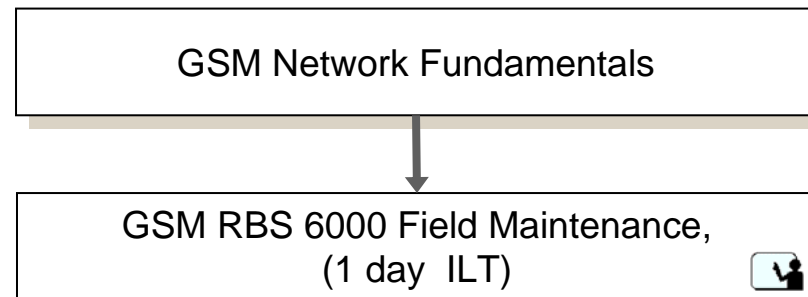 GSM Network Fundamentals
GSM RBS 6000 Field Maintenance,
(1 day  ILT)